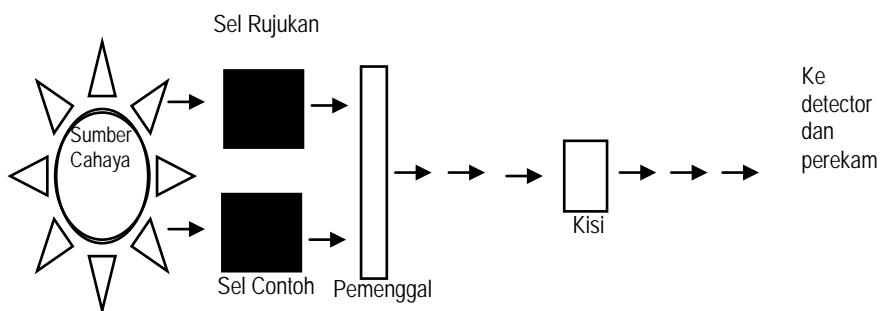 Sel Rujukan
Sumber
Cahaya
Ke
detector
dan
perekam
Kisi
Sel Contoh
Pemenggal